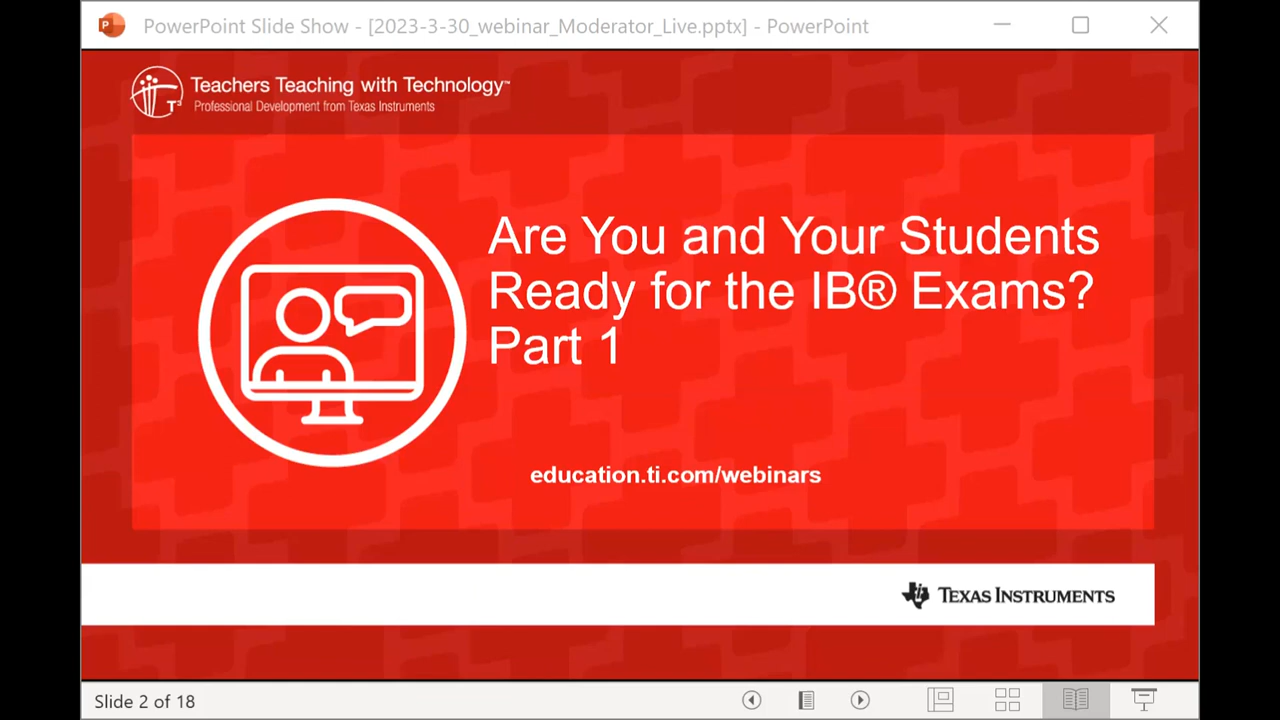 PowerPoint Slide Show - [2023-3-30_webinar_Moderator_Live.pptx] - PowerPoint
Teachers Teaching with Technology™
Professional Development from Texas Instruments
T³
Are You and Your Students
Ready for the IB® Exams?
Part 1
education.ti.com/webinars
TEXAS INSTRUMENTS
Slide 2 of 18